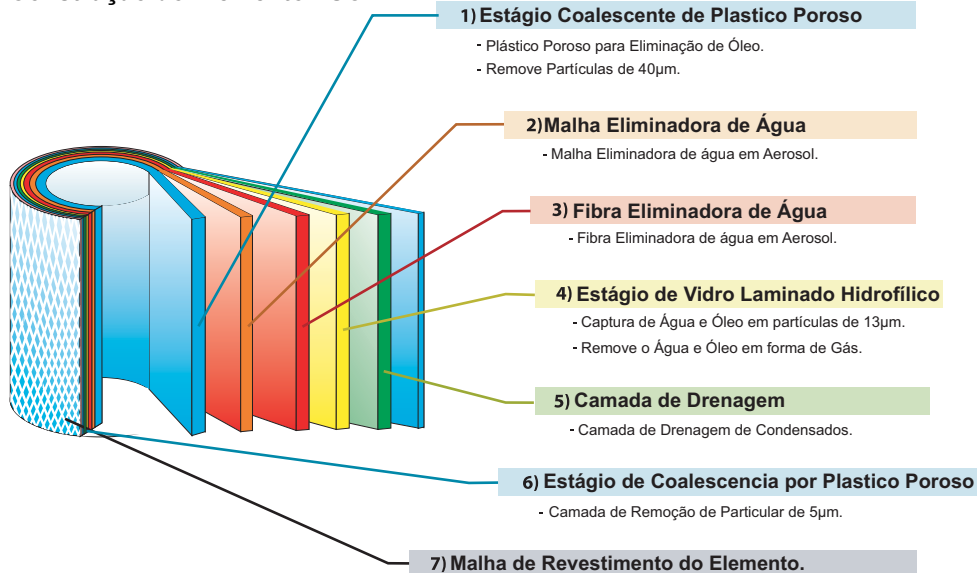 1) Estágio Coalescente de Plastico Poroso
- Plástico Poroso para Eliminação de Óleo.
- Remove Partículas de 40µm.
2) Malha Eliminadora de Água
- Malha Eliminadora de água em Aerosol.
3) Fibra Eliminadora de Água
- Fibra Eliminadora de água em Aerosol.
4) Estágio de Vidro Laminado Hidrofílico
- Captura de Água e Óleo em partículas de 13µm.
- Remove o Água e Óleo em forma de Gás.
5) Camada de Drenagem
- Camada de Drenagem de Condensados.
6) Estágio de Coalescencia por Plastico Poroso
- Camada de Remoção de Particular de 5µm.
7) Malha de Revestimento do Elemento.